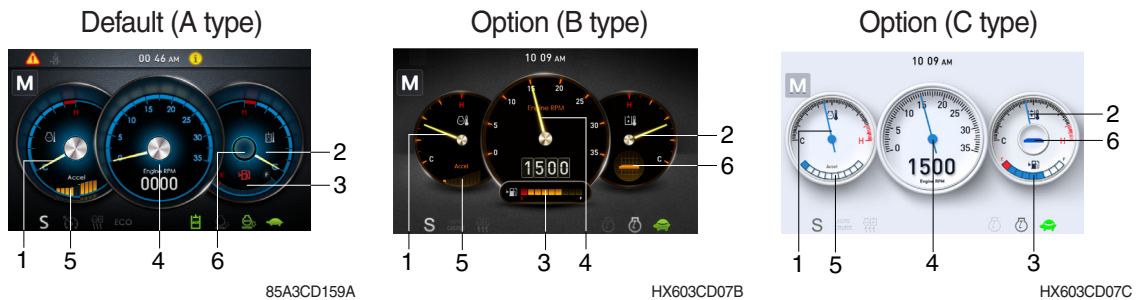 Default (A type)
Option (B type)
Option (C type)
00 46 AM
M
H
C
Accel
0 5 10 15 20 25 30 35
Engine RPM
0000
H
C
E F
S ECO
1 5 4 6
2
3
85A3CD159A
10 09 AM
M
H
C
Accel
0 5 10 15 20 25 30 35
Engine RPM
1500
H
C
E F
S
1
2
6
5 3 4
HX603CD07B
10 09 AM
M
C H
Accel
0 5 10 15 20 25 30 35
1500
Engine RPM
C H
E F
S
2
6
1 5 4 3
HX603CD07C